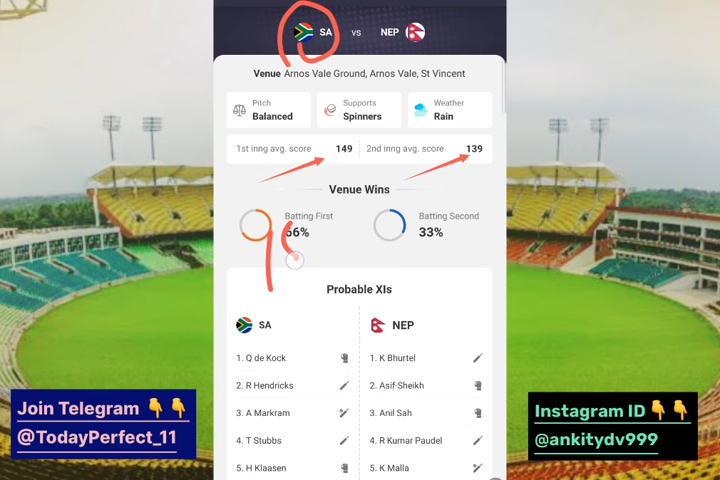 SA vs NEP
Venue Arnos Vale Ground, Arnos Vale, St Vincent
Pitch
Balanced
Supports
Spinners
Weather
Rain
1st inng avg. score 149
2nd inng avg. score 139
Venue Wins
Batting First
66%
Batting Second
33%
Probable XIs
SA
1. Q de Kock
2. R Hendricks
3. A Markram
4. T Stubbs
5. H Klaasen
NEP
1. K Bhurtel
2. Asif-Sheikh
3. Anil Sah
4. R Kumar Paudel
5. K Malla
Join Telegram 👇👇
@TodayPerfect_11
Instagram ID👇👇
@ankitydv999